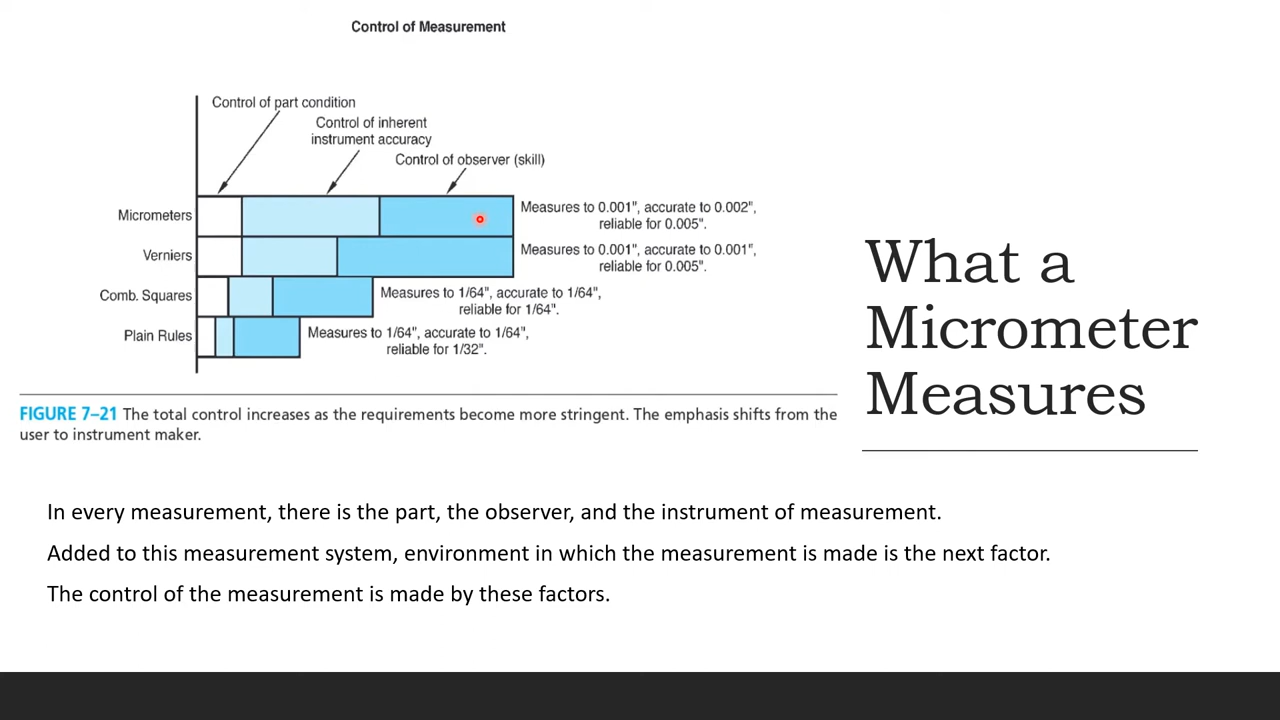 Control of Measurement
Control of part condition
Control of inherent
instrument accuracy
Control of observer (skill)
Micrometers
Measures to 0.001", accurate to 0.002",
reliable for 0.005".
Verniers
Measures to 0.001", accurate to 0.001",
reliable for 0.005".
Comb. Squares
Measures to 1/64", accurate to 1/64",
reliable for 1/64".
Plain Rules
Measures to 1/64", accurate to 1/64",
reliable for 1/32".
FIGURE 7–21 The total control increases as the requirements become more stringent. The emphasis shifts from the
user to instrument maker.
What a
Micrometer
Measures
In every measurement, there is the part, the observer, and the instrument of measurement.
Added to this measurement system, environment in which the measurement is made is the next factor.
The control of the measurement is made by these factors.